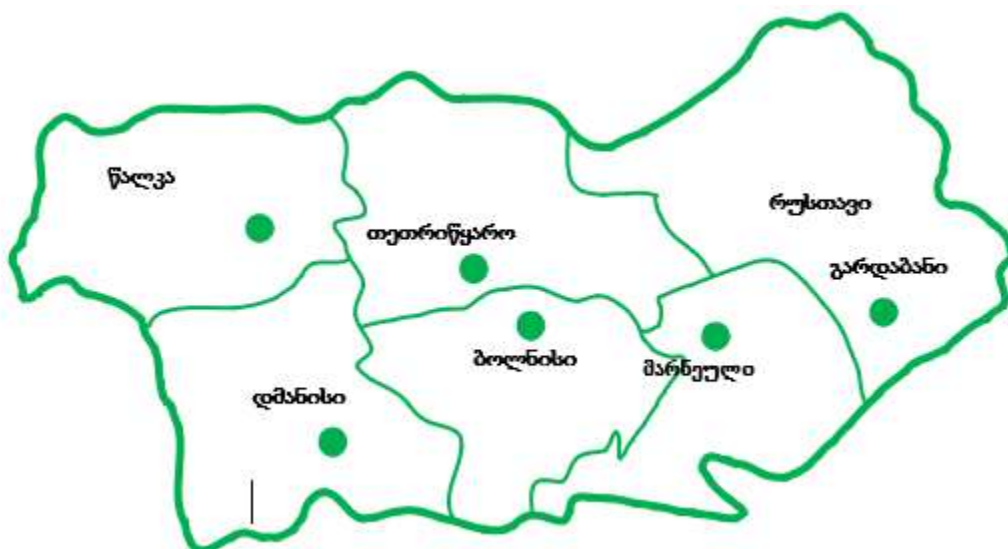 წალკა
თეთრიწყარო
რუსთავი
გარდაბანი
ბოლნისი
მარნეული
დმანისი